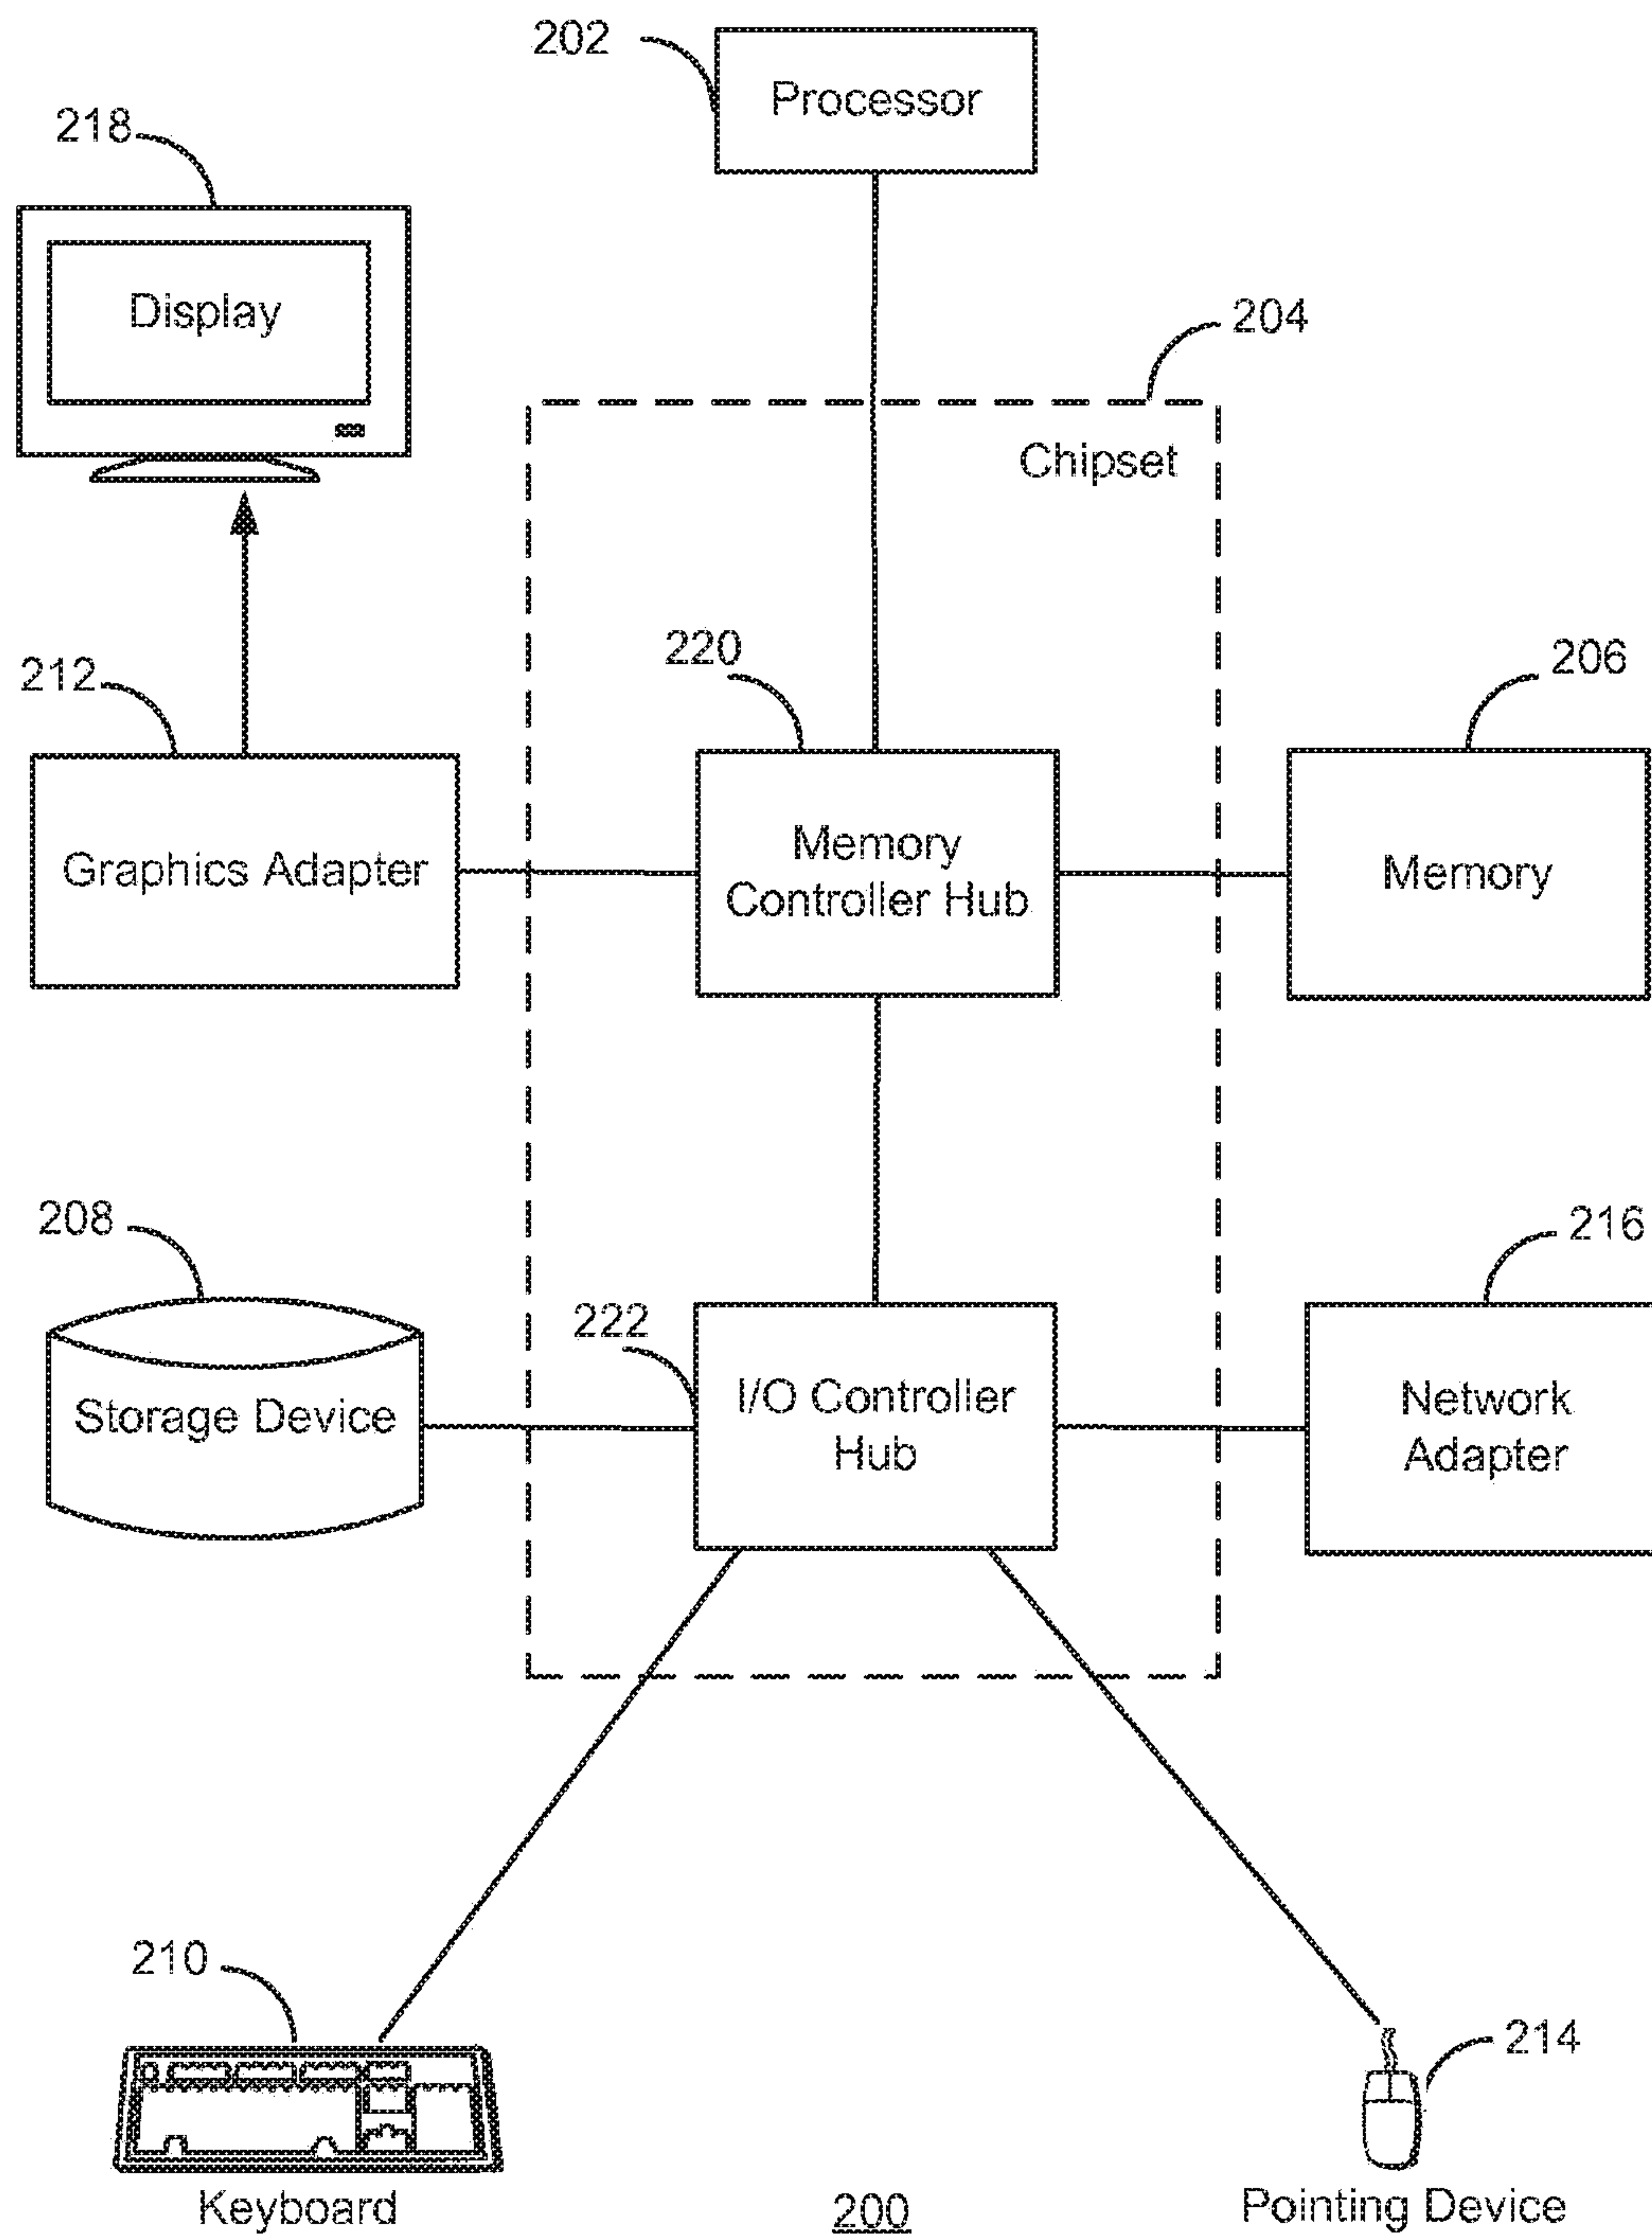 202
Processor
218
Display
204
Chipset
220
206
212
Memory
Controller Hub
Graphics Adapter
Memory
208
216
222
I/O Controller
Hub
Storage Device
Network
Adapter
210
214
Keyboard
200
Pointing Device